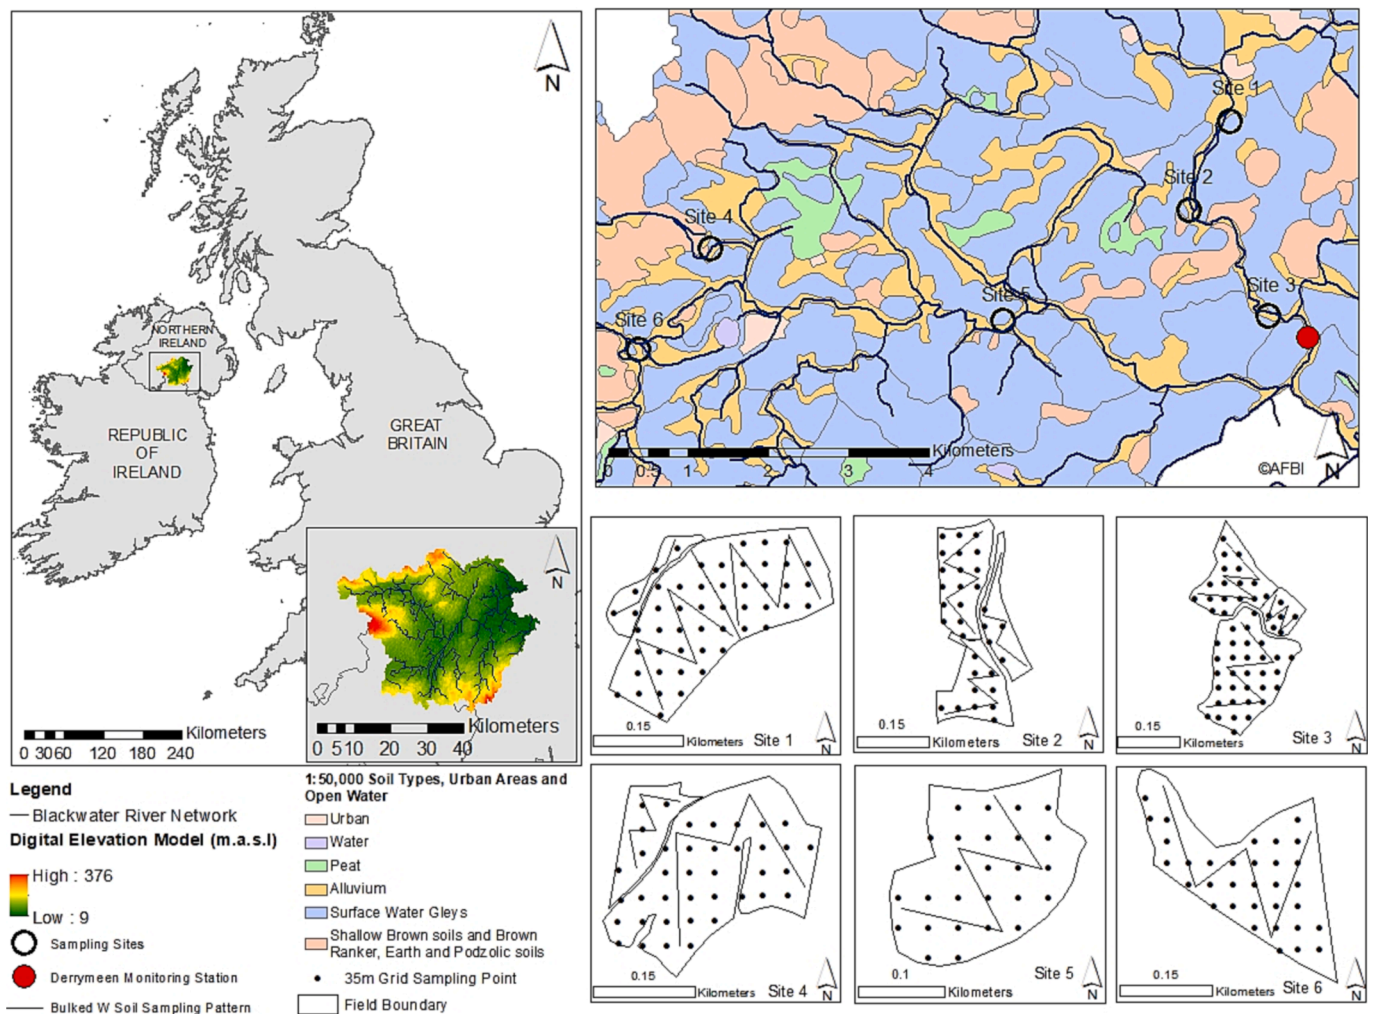 N
NORTHERN
IRELAND
REPUBLIC
OF
IRELAND
GREAT
BRITAIN
Kilometers
0 30 60 120 180 240
N
Kilometers
0 5 10 20 30 40
Site 1
Site 2
Site 4
Site 3
Site 5
Site 6
Kilometers
0 0.5 1 2 3 4
©AFBI
N
0.15
Kilometers Site 1
N
0.15
Kilometers Site 2
N
0.15
Kilometers Site 3
N
0.15
Kilometers Site 4
N
0.1
Kilometers Site 5
N
0.15
Kilometers Site 6
N
Legend
Blackwater River Network
Digital Elevation Model (m.a.s.l)
High : 376
Low : 9
Sampling Sites
Derrymeen Monitoring Station
Bulked W Soil Sampling Pattern
1:50,000 Soil Types, Urban Areas and
Open Water
Urban
Water
Peat
Alluvium
Surface Water Gleys
Shallow Brown soils and Brown
Ranker, Earth and Podzolic soils
35m Grid Sampling Point
Field Boundary